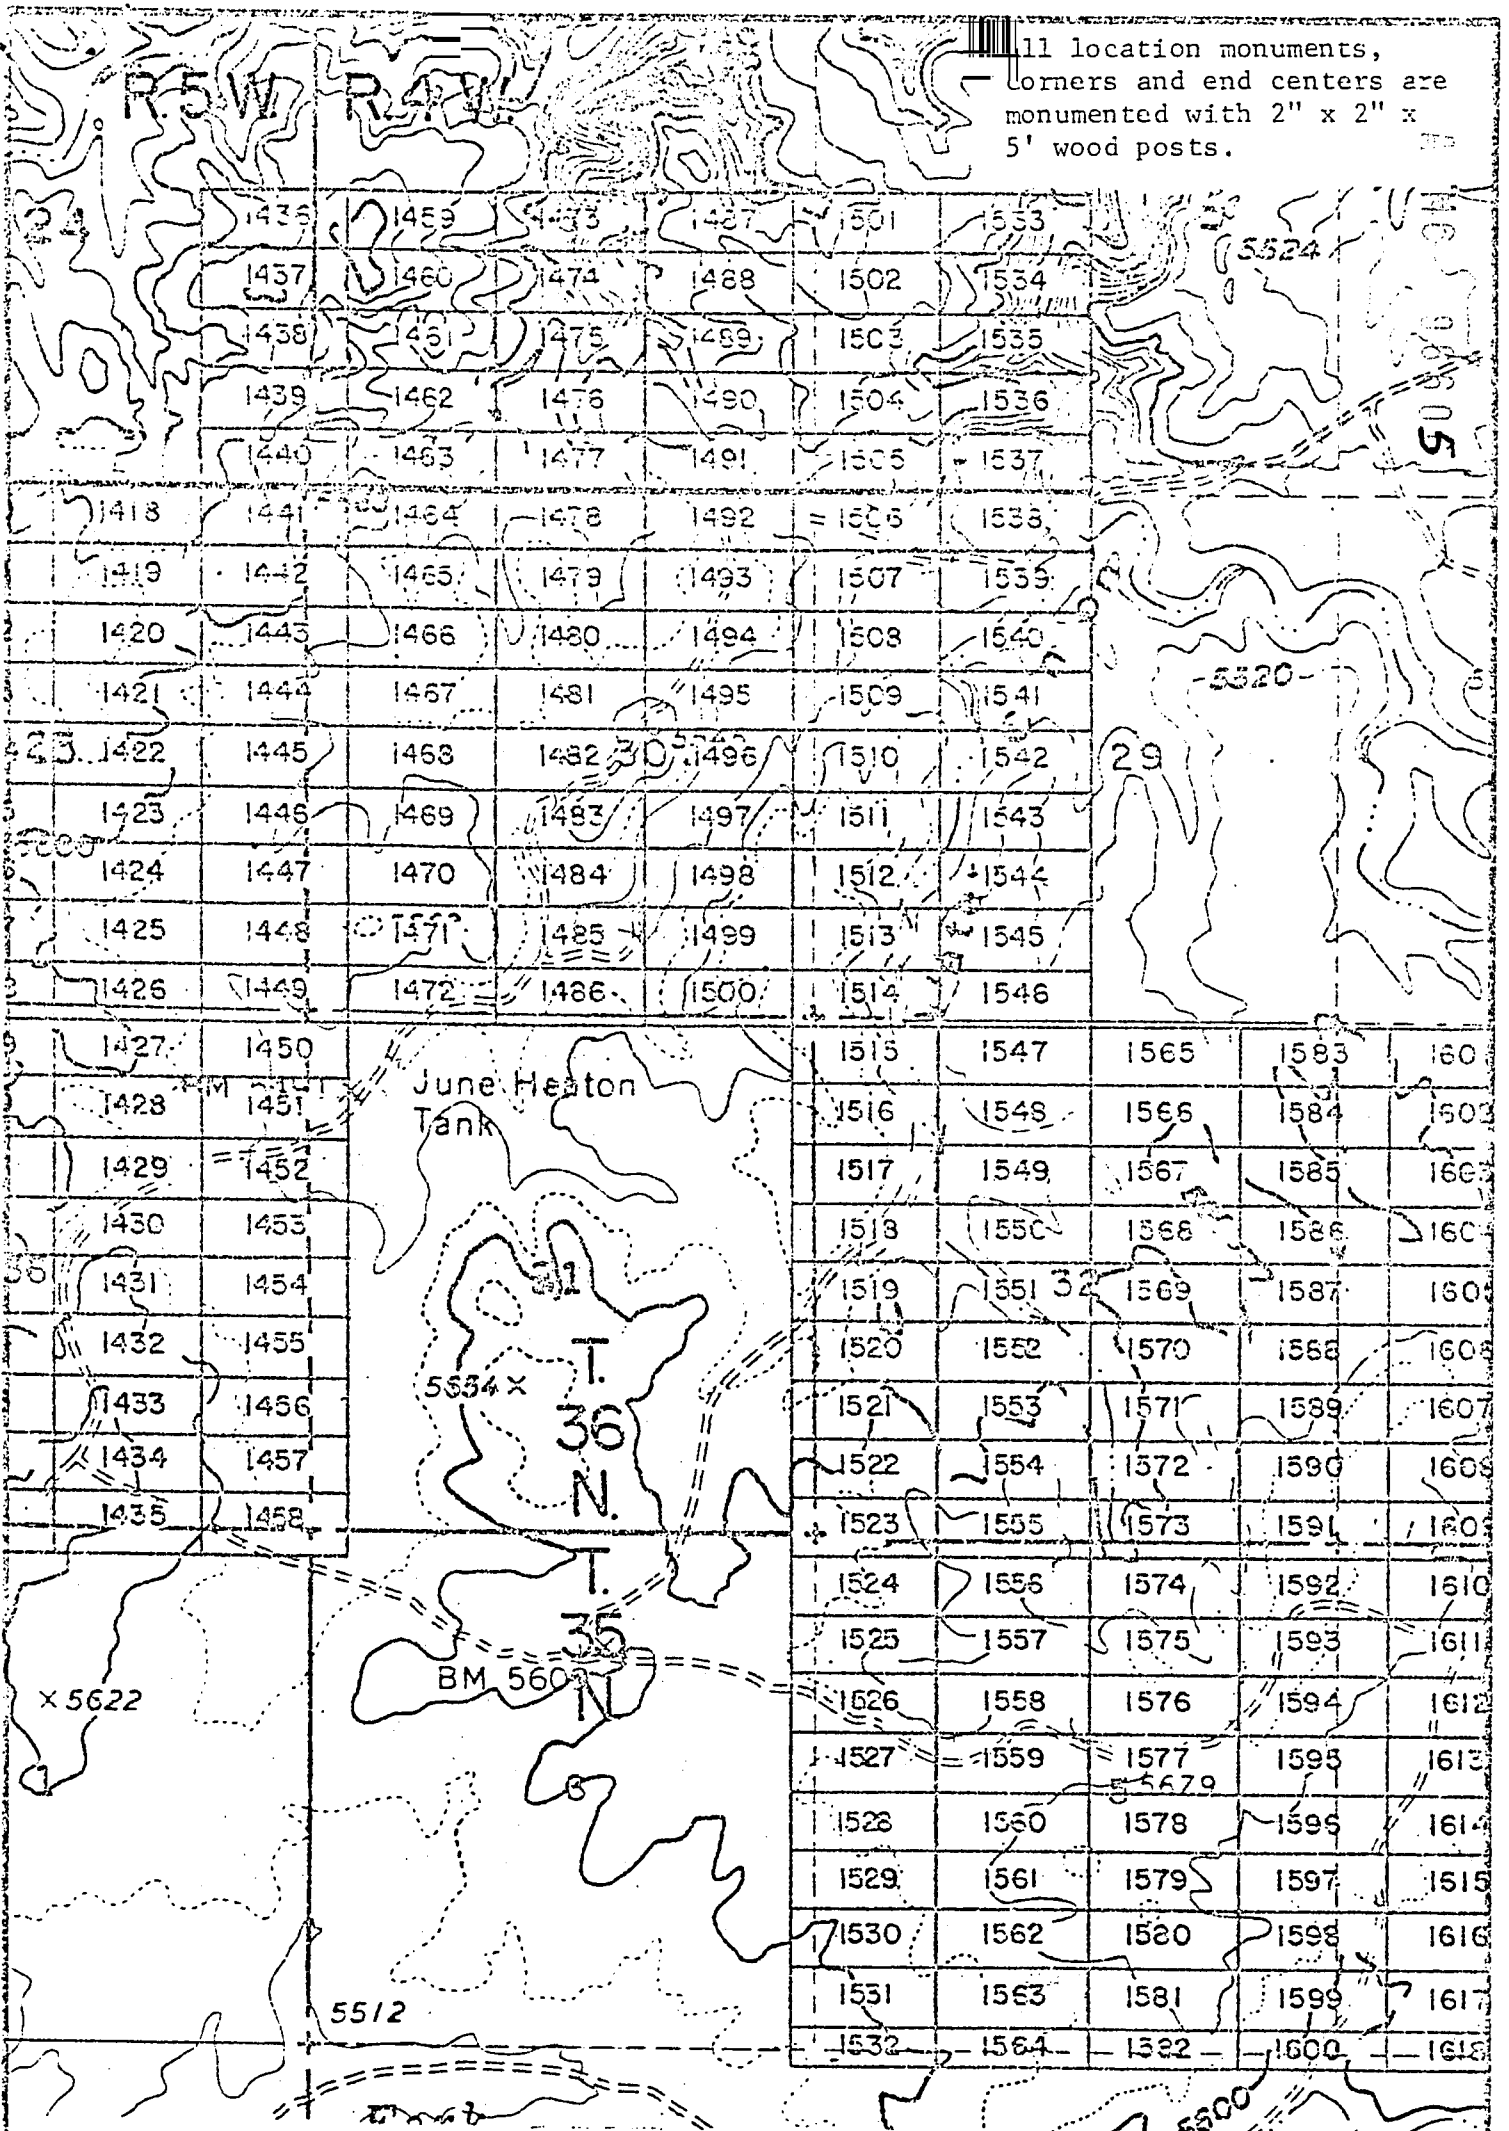 11 location monuments,
corners and end centers are
monumented with 2" x 2" x
5' wood posts.
R.5W. R.4W.
24 1436 1459 1473 1487 1501 1533
5524
1437 1460 1474 1488 1502 1534
1438 1461 1475 1489 1503 1535
1439 1462 1476 1490 1504 1536
1440 1463 1477 1491 1505 1537
05
1418 1441 1464 1478 1492 1506 1538
1419 1442 1465 1479 1493 1507 1539
1420 1443 1466 1480 1494 1508 1540
1421 1444 1467 1481 1495 1509 1541
5520
1422 1445 1468 1482 30 1496 1510 1542 29
1423 1446 1469 1483 1497 1511 1543
1424 1447 1470 1484 1498 1512 1544
1425 1448 1471 1485 1499 1513 1545
1426 1449 1472 1486 1500 1514 1546
1427 1450 1515 1547 1565 1583
June Heaton
Tank
1428 1451 1516 1548 1566 1584
1429 1452 1517 1549 1567 1585
1430 1453 1518 1550 1568 1586
1431 1454 31 1519 1551 32 1569 1587
1432 1455 1520 1552 1570 1588
T.
5654 X
1433 1456 36 1521 1553 1571 1589 1607
1434 1457 1522 1554 1572 1590
N.
1435 1458 1523 1555 1573 1591
T.
1524 1556 1574 1592 1610
35
1525 1557 1575 1593 1611
BM 560
N
X 5622 1526 1558 1576 1594 1612
1527 1559 1577 1595 1613
5679
1528 1560 1578 1596 1614
1529 1561 1579 1597 1615
1530 1562 1580 1598 1616
1531 1563 1581 1599 1617
5512
1532 1564 1582 1600 1618
5600